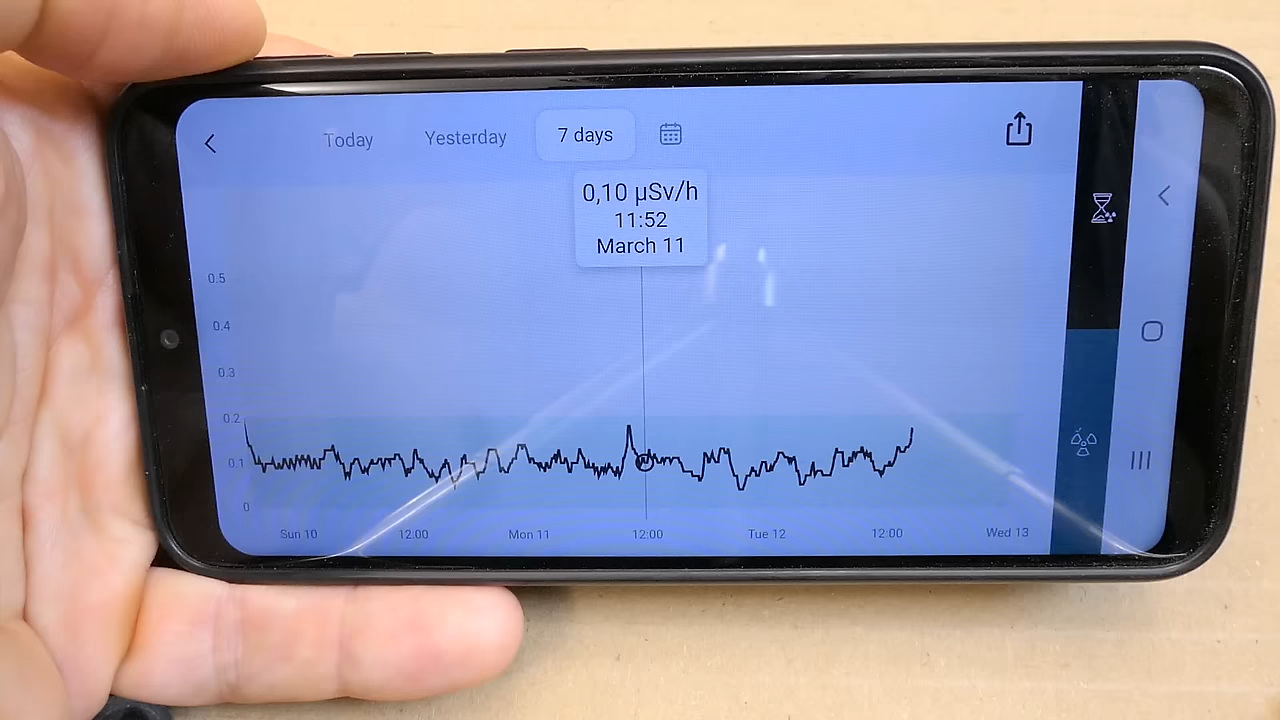 Today Yesterday 7 days
0,10 µSv/h
11:52
March 11
0.5
0.4
0.3
0.2
0.1
0
Sun 10 12:00 Mon 11 12:00 Tue 12 12:00 Wed 13